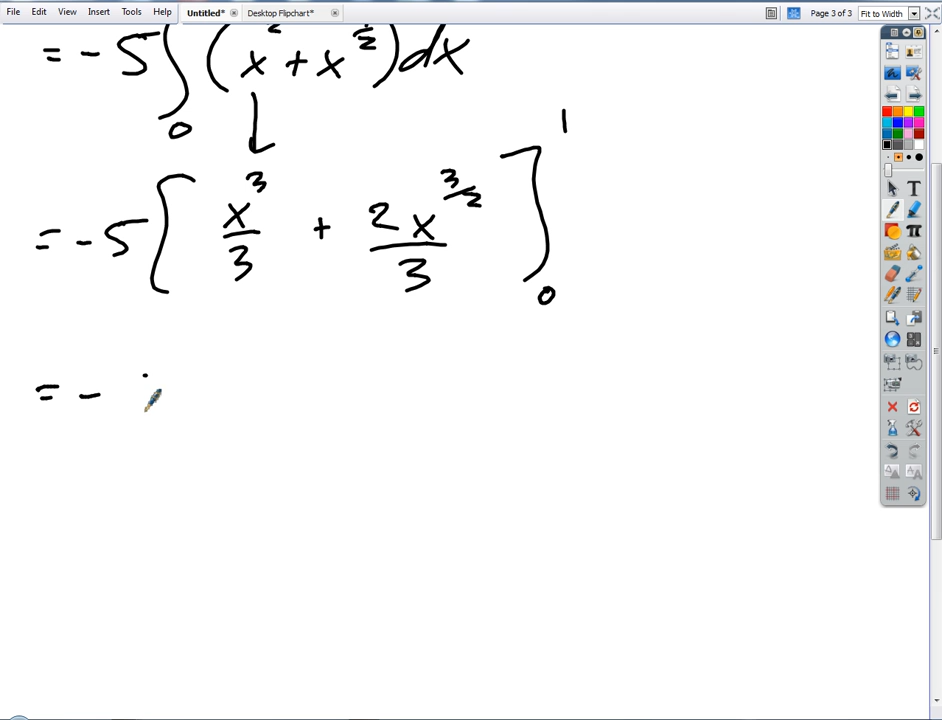 File Edit View Insert Tools Help Untitled* Desktop Flipchart* Page 3 of 3 Fit to Width
= -5∫₀ (x² + x^½) dx
= -5[x³/3 + 2x^(3/2)/3]₀¹
= -